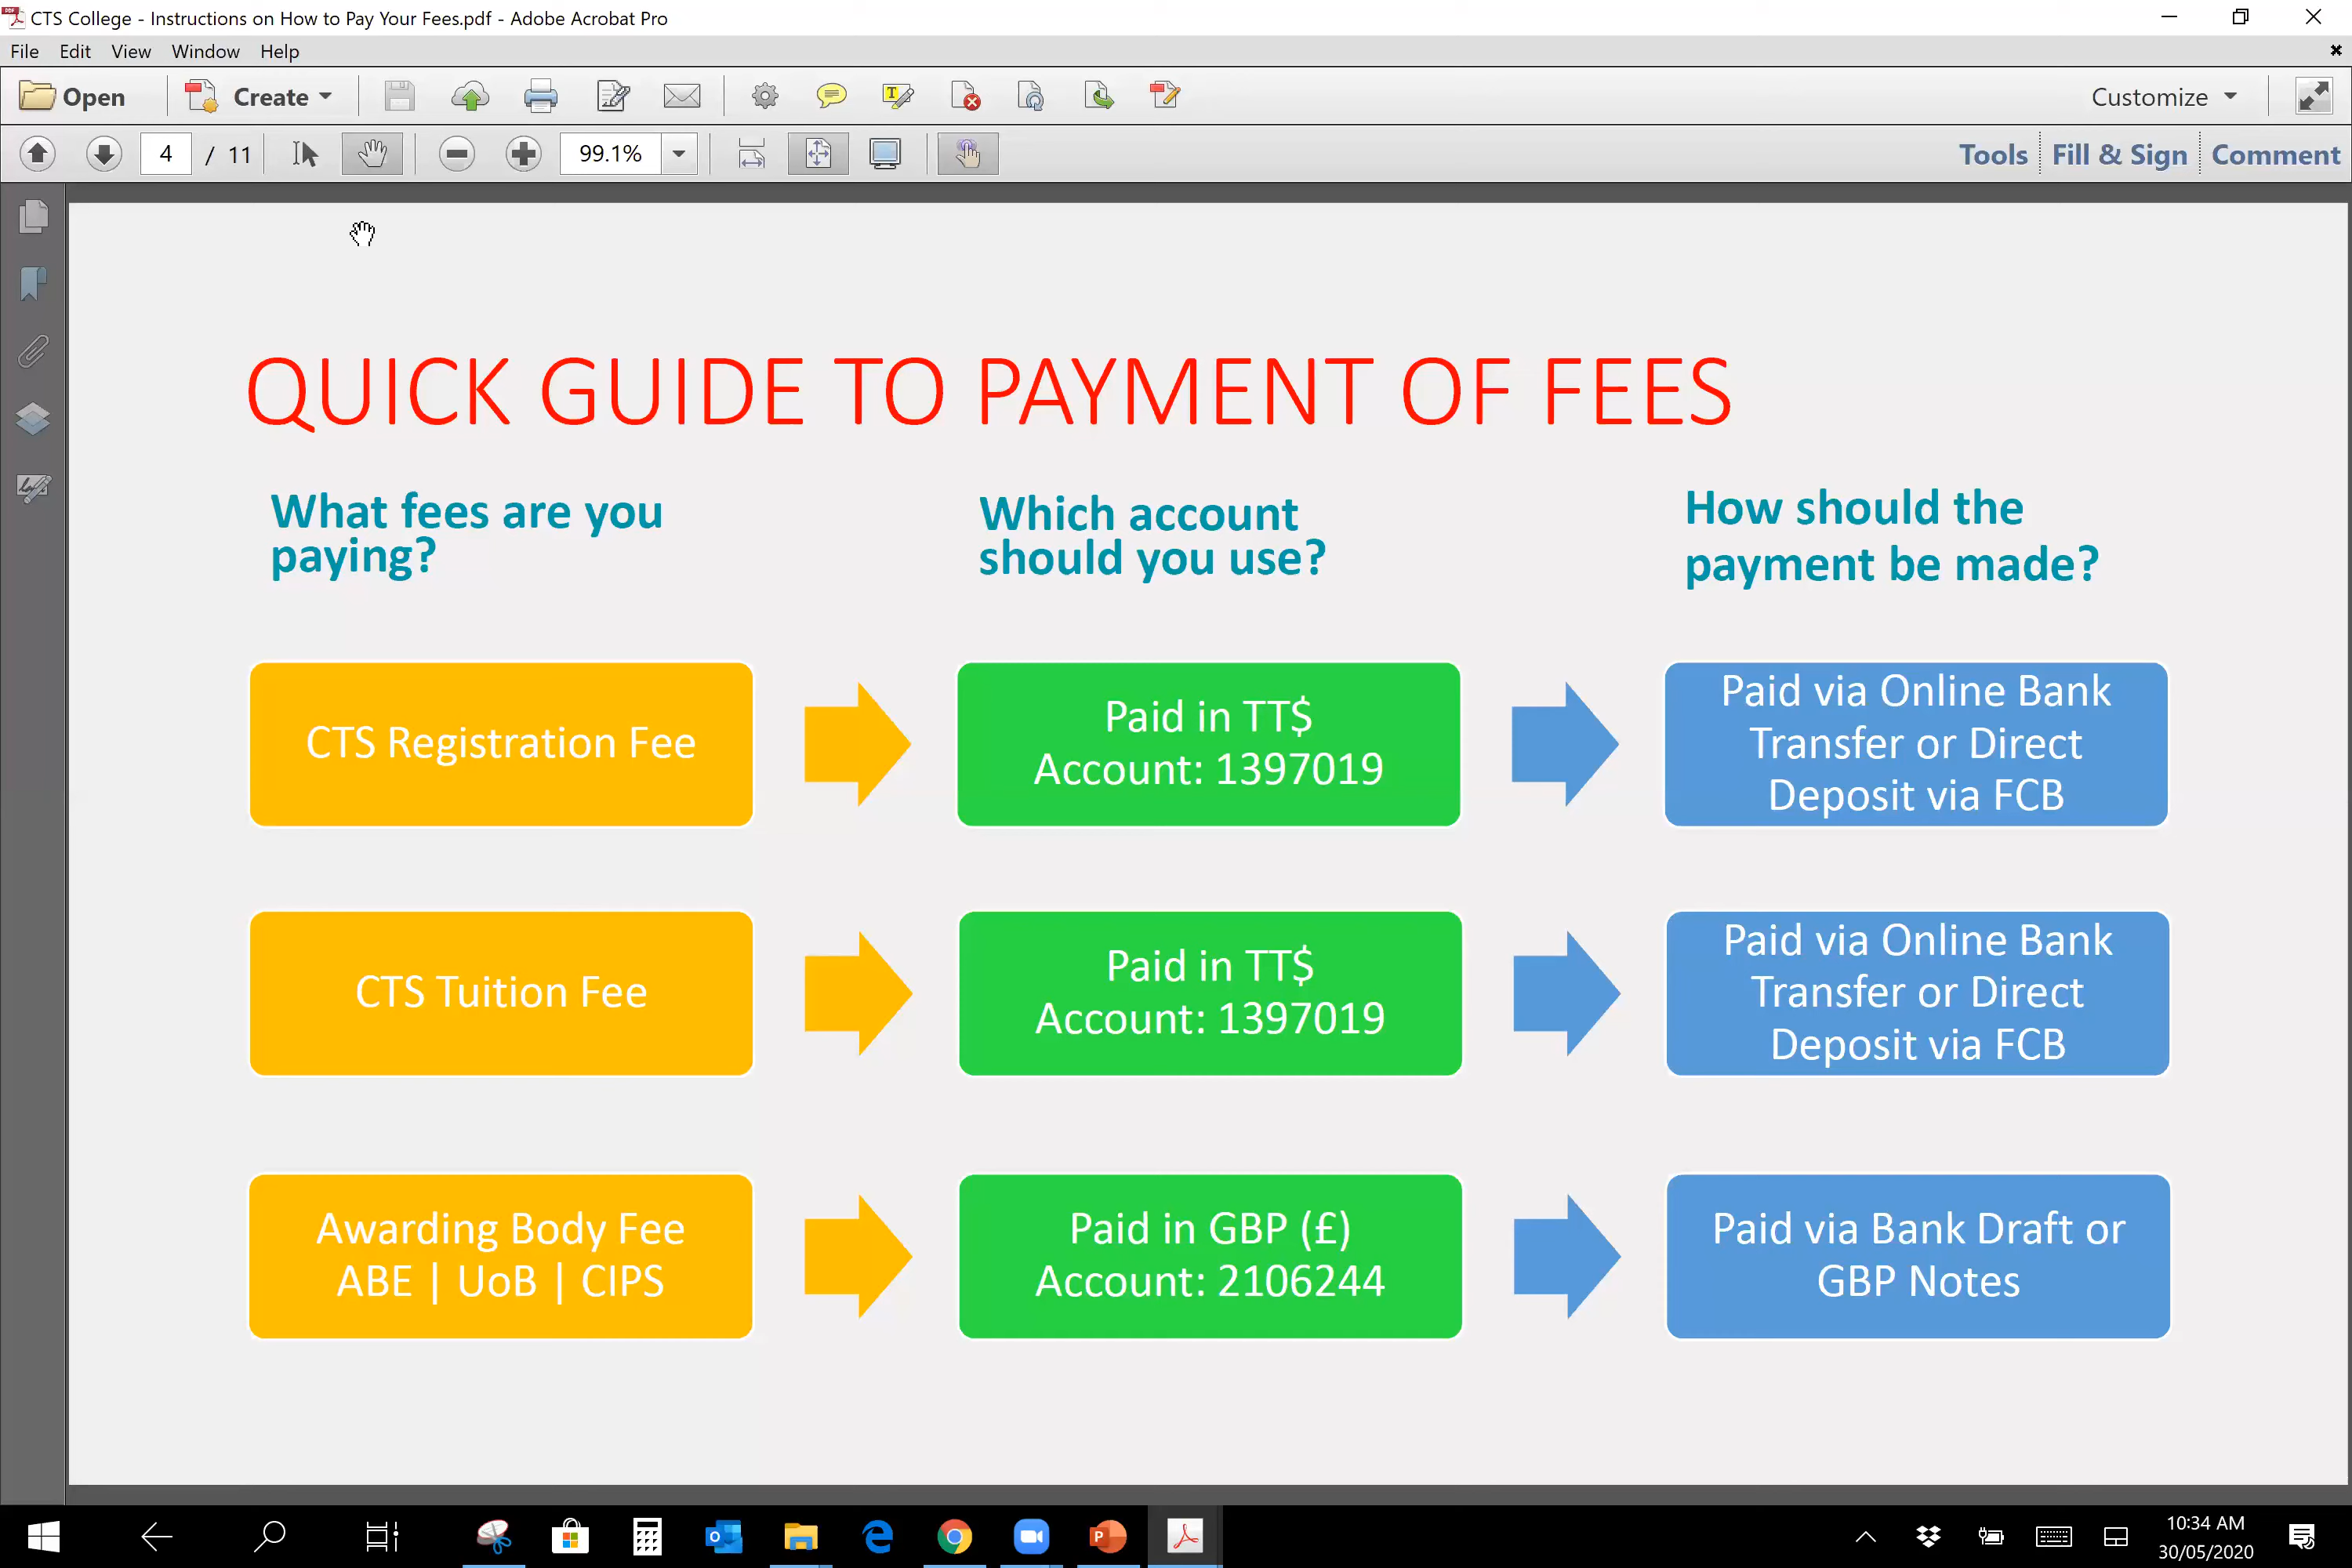 CTS College - Instructions on How to Pay Your Fees.pdf - Adobe Acrobat Pro
File Edit View Window Help
Open Create Customize
4 / 11 99.1% Tools Fill & Sign Comment
QUICK GUIDE TO PAYMENT OF FEES
What fees are you
paying?
Which account
should you use?
How should the
payment be made?
CTS Registration Fee
Paid in TT$
Account: 1397019
Paid via Online Bank
Transfer or Direct
Deposit via FCB
CTS Tuition Fee
Paid in TT$
Account: 1397019
Paid via Online Bank
Transfer or Direct
Deposit via FCB
Awarding Body Fee
ABE | UoB | CIPS
Paid in GBP (£)
Account: 2106244
Paid via Bank Draft or
GBP Notes
10:34 AM
30/05/2020